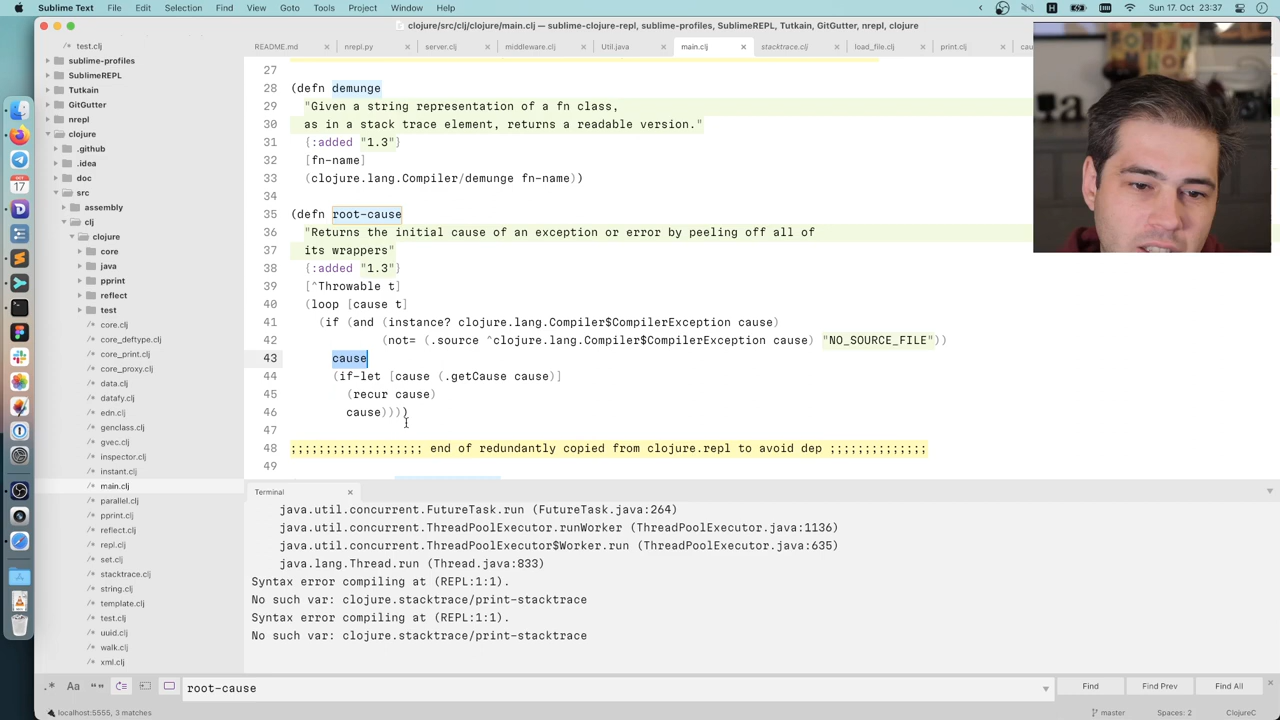 Sublime Text File Edit Selection Find View Goto Tools Project Window Help Sun 17 Oct 23:37
clojure/src/clj/clojure/main.clj — sublime-clojure-repl, sublime-profiles, SublimeREPL, Tutkain, GitGutter, nrepl, clojure
README.md nrepl.py server.clj middleware.clj Util.java main.clj stacktrace.clj load_file.clj print.clj cau
test.clj
sublime-profiles
SublimeREPL
Tutkain
GitGutter
nrepl
clojure
.github
.idea
doc
src
assembly
clj
clojure
core
java
pprint
reflect
test
core.clj
core_deftype.clj
core_print.clj
core_proxy.clj
data.clj
datafy.clj
edn.clj
genclass.clj
gvec.clj
inspector.clj
instant.clj
main.clj
parallel.clj
pprint.clj
reflect.clj
repl.clj
set.clj
stacktrace.clj
string.clj
template.clj
test.clj
uuid.clj
walk.clj
xml.clj
27
28 (defn demunge
29 "Given a string representation of a fn class,
30 as in a stack trace element, returns a readable version."
31 {:added "1.3"}
32 [fn-name]
33 (clojure.lang.Compiler/demunge fn-name))
34
35 (defn root-cause
36 "Returns the initial cause of an exception or error by peeling off all of
37 its wrappers"
38 {:added "1.3"}
39 [^Throwable t]
40 (loop [cause t]
41 (if (and (instance? clojure.lang.Compiler$CompilerException cause)
42 (not= (.source ^clojure.lang.Compiler$CompilerException cause) "NO_SOURCE_FILE"))
43 cause
44 (if-let [cause (.getCause cause)]
45 (recur cause)
46 cause))))
47
48 ;;;;;;;;;;;;;;;;;;; end of redundantly copied from clojure.repl to avoid dep ;;;;;;;;;;;;;;
49
Terminal
java.util.concurrent.FutureTask.run (FutureTask.java:264)
java.util.concurrent.ThreadPoolExecutor.runWorker (ThreadPoolExecutor.java:1136)
java.util.concurrent.ThreadPoolExecutor$Worker.run (ThreadPoolExecutor.java:635)
java.lang.Thread.run (Thread.java:833)
Syntax error compiling at (REPL:1:1).
No such var: clojure.stacktrace/print-stacktrace
Syntax error compiling at (REPL:1:1).
No such var: clojure.stacktrace/print-stacktrace
.* Aa “” root-cause Find Find Prev Find All
localhost:5555, 3 matches master Spaces: 2 ClojureC